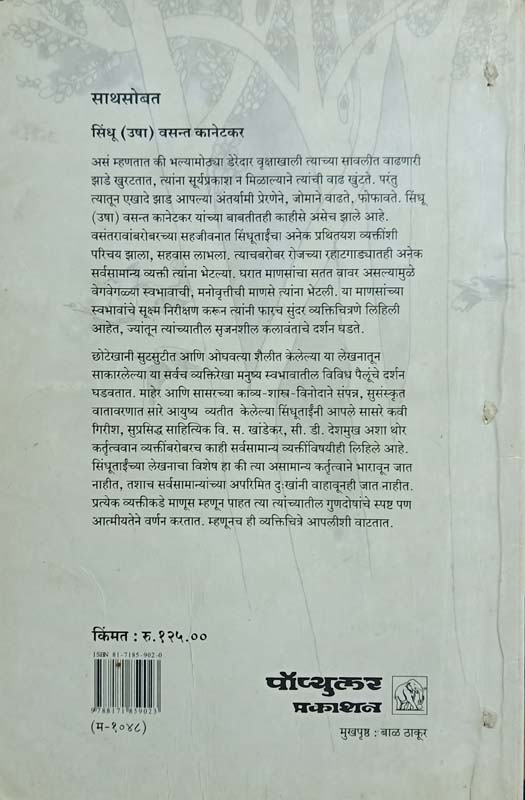 साथसोबत
सिंधू (उषा) वसन्त कानेटकर
असं म्हणतात की भल्यामोठ्या डेरेदार वृक्षाखाली त्याच्या सावलीत वाढणारी
झाडे खुरटतात, त्यांना सूर्यप्रकाश न मिळाल्याने त्यांची वाढ खुंटते. परंतु
त्यातून एखादे झाड आपल्या अंतर्यामी प्रेरणेने, जोमाने वाढते, फोफावते. सिंधू
(उषा) वसन्त कानेटकर यांच्या बाबतीतही काहीसे असेच झाले आहे.
वसंतरावांबरोबरच्या सहजीवनात सिंधूताईंचा अनेक प्रथितयश व्यक्तींशी
परिचय झाला, सहवास लाभला. त्याचबरोबर रोजच्या रहाटगाड्यातही अनेक
सर्वसामान्य व्यक्ती त्यांना भेटल्या. घरात माणसांचा सतत वावर असल्यामुळे
वेगवेगळ्या स्वभावाची, मनोवृत्तीची माणसे त्यांना भेटली. या माणसांच्या
स्वभावांचे सूक्ष्म निरीक्षण करून त्यांनी फारच सुंदर व्यक्तिचित्रणे लिहिली
आहेत, ज्यांतून त्यांच्यातील सृजनशील कलावंताचे दर्शन घडते.
छोटेखानी सुटसुटीत आणि ओघवत्या शैलीत केलेल्या या लेखनातून
साकारलेल्या या सर्वच व्यक्तिरेखा मनुष्य स्वभावातील विविध पैलूंचे दर्शन
घडवतात. माहेर आणि सासरच्या काव्य-शास्त्र-विनोदाने संपन्न, सुसंस्कृत
वातावरणात सारे आयुष्य व्यतीत केलेल्या सिंधूताईंनी आपले सासरे कवी
गिरीश, सुप्रसिद्ध साहित्यिक वि. स. खांडेकर, सी. डी. देशमुख अशा थोर
कर्तृत्ववान व्यक्तींबरोबरच काही सर्वसामान्य व्यक्तींविषयीही लिहिले आहे.
सिंधूताईंच्या लेखनाचा विशेष हा की त्या असामान्य कर्तृत्वाने भारावून जात
नाहीत, तशाच सर्वसामान्यांच्या अपरिमित दुःखांनी वाहावूनही जात नाहीत.
प्रत्येक व्यक्तीकडे माणूस म्हणून पाहत त्या त्यांच्यातील गुणदोषांचे स्पष्ट पण
आत्मीयतेने वर्णन करतात. म्हणूनच ही व्यक्तिचित्रे आपलीशी वाटतात.
किंमत : रु.१२५.००
ISBN 81-7185-902-0
9788171859023
(म-१०४८)
पॉप्युलर
प्रकाशन
मुखपृष्ठ : बाळ ठाकूर